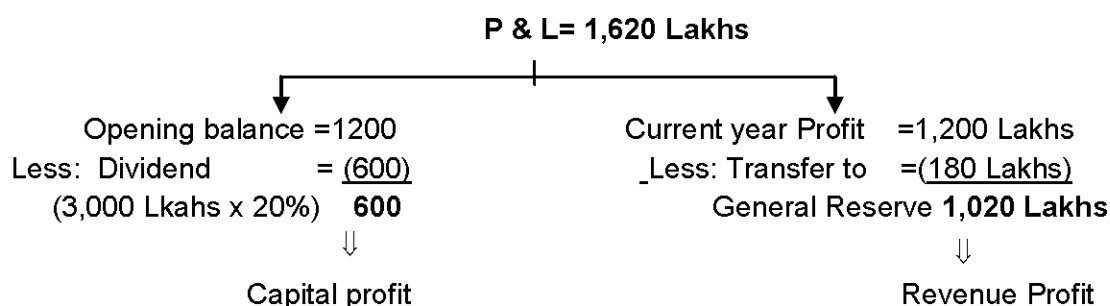 P & L= 1,620 Lakhs
Opening balance =1200 Current year Profit =1,200 Lakhs
Less: Dividend = (600) _Less: Transfer to =(180 Lakhs)
(3,000 Lkahs x 20%) 600 General Reserve 1,020 Lakhs
⇓ ⇓
Capital profit Revenue Profit